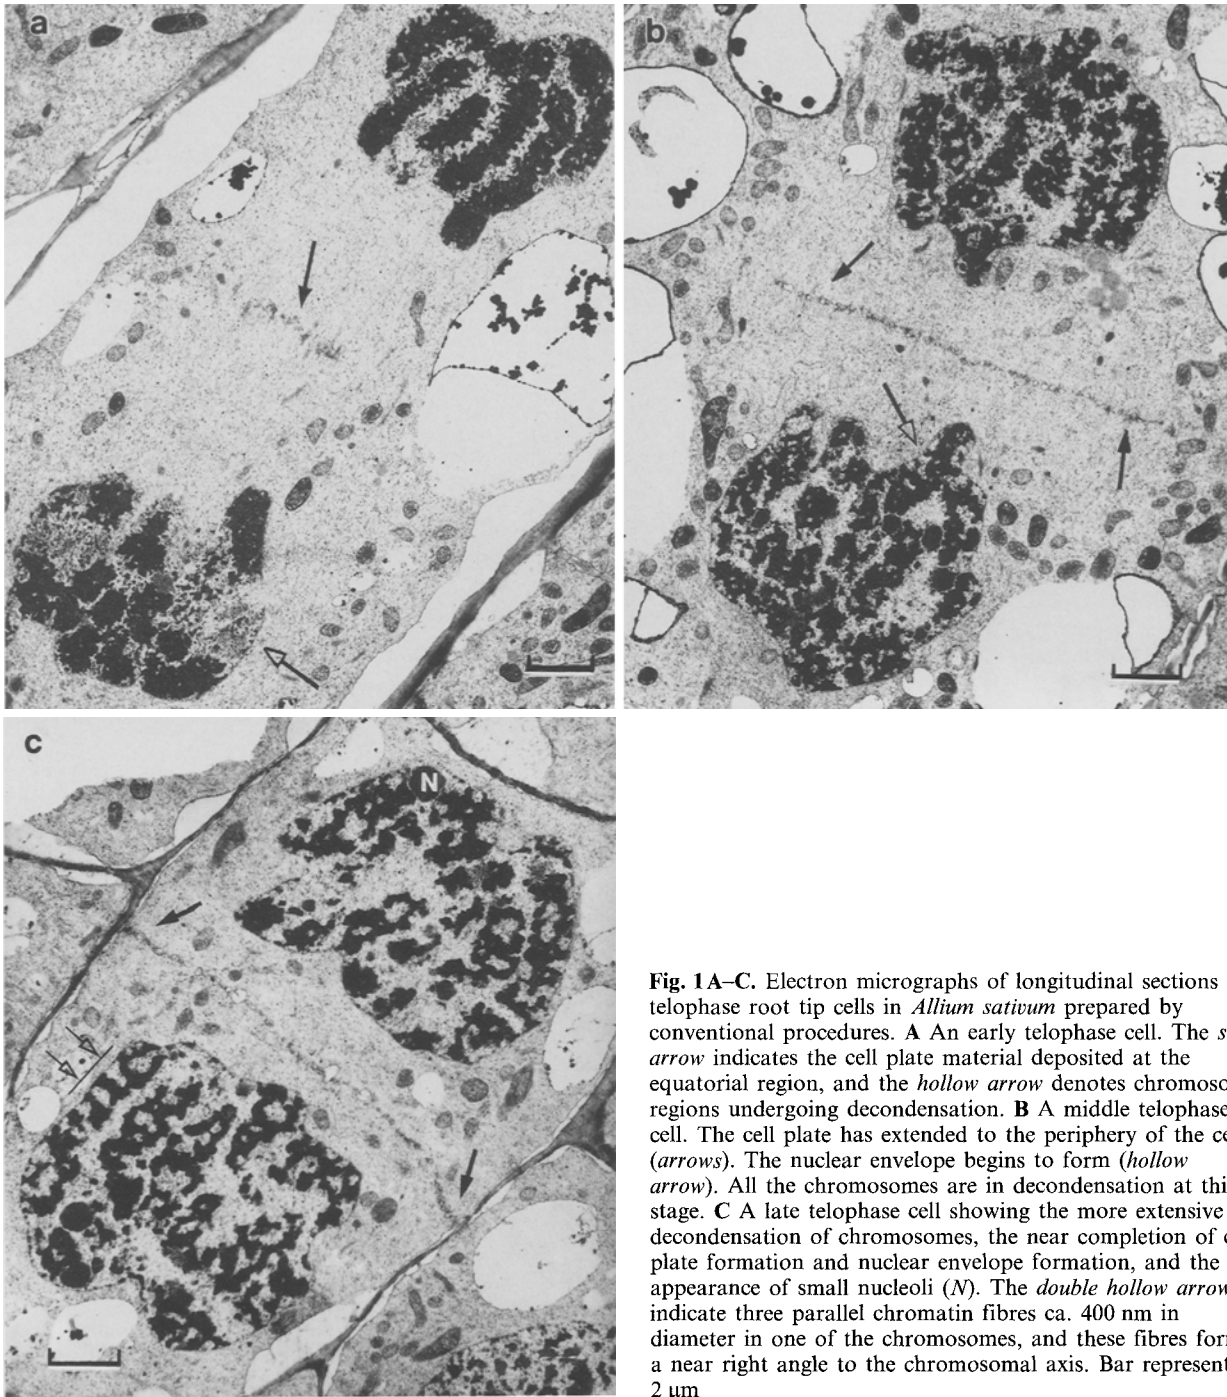 a
b
c
N
Fig. 1 A–C. Electron micrographs of longitudinal sections
telophase root tip cells in Allium sativum prepared by
conventional procedures. A An early telophase cell. The
arrow indicates the cell plate material deposited at the
equatorial region, and the hollow arrow denotes
regions undergoing decondensation. B A middle telophase
cell. The cell plate has extended to the periphery of the
(arrows). The nuclear envelope begins to form (hollow
arrow). All the chromosomes are in decondensation at
stage. C A late telophase cell showing the more extensive
decondensation of chromosomes, the near completion of
plate formation and nuclear envelope formation, and the
appearance of small nucleoli (N). The double hollow
indicate three parallel chromatin fibres ca. 400 nm in
diameter in one of the chromosomes, and these fibres
a near right angle to the chromosomal axis. Bar
2 µm